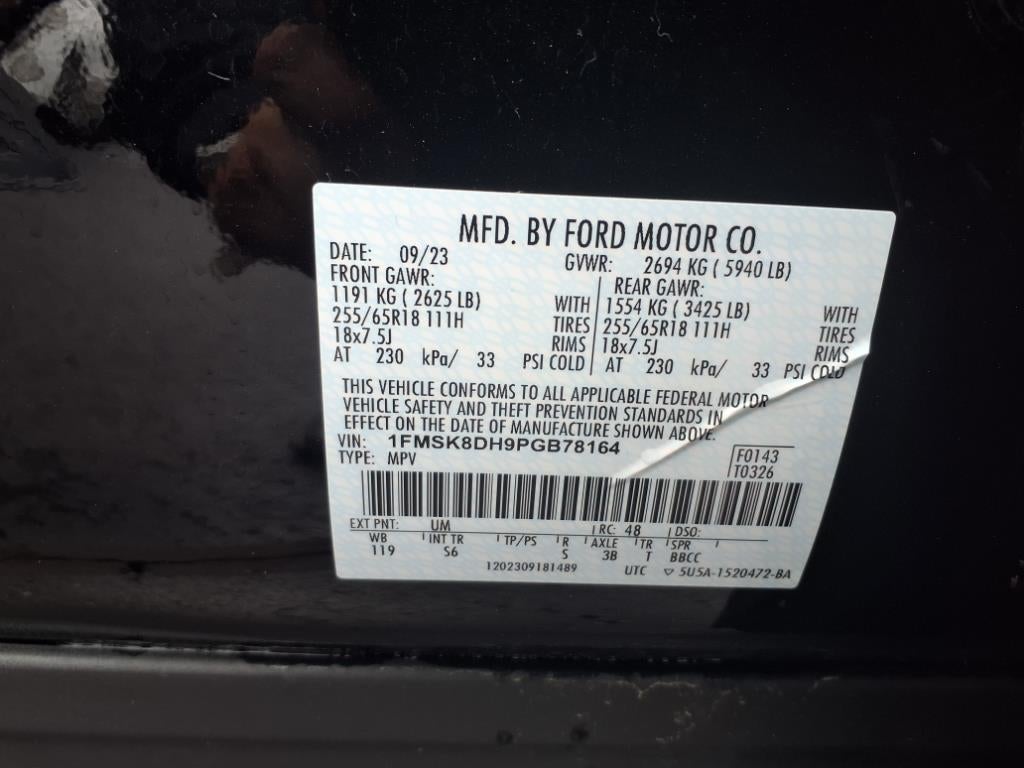 MFD. BY FORD MOTOR CO.
DATE: 09/23 GVWR: 2694 KG ( 5940 LB)
FRONT GAWR: REAR GAWR:
1191 KG ( 2625 LB) WITH 1554 KG ( 3425 LB) WITH
255/65R18 111H TIRES 255/65R18 111H TIRES
18x7.5J RIMS 18x7.5J RIMS
AT 230 kPa/ 33 PSI COLD AT 230 kPa/ 33 PSI COLD
THIS VEHICLE CONFORMS TO ALL APPLICABLE FEDERAL MOTOR
VEHICLE SAFETY AND THEFT PREVENTION STANDARDS IN
EFFECT ON THE DATE OF MANUFACTURE SHOWN ABOVE.
VIN: 1FMSK8DH9PGB78164 F0143
TYPE: MPV T0326
EXT PNT: UM RC: 48 DSO:
WB INT TR TP/PS R AXLE TR SPR
119 S6 S 3B T BBCC
1202309181489 UTC ▽ 5U5A-1520472-BA